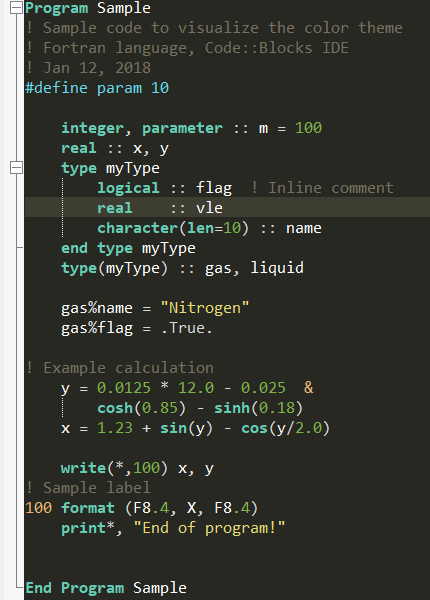 Program Sample
! Sample code to visualize the color theme
! Fortran language, Code::Blocks IDE
! Jan 12, 2018
#define param 10
integer, parameter :: m = 100
real :: x, y
type myType
logical :: flag  ! Inline comment
real    :: vle
character(len=10) :: name
end type myType
type(myType) :: gas, liquid
gas%name = "Nitrogen"
gas%flag = .True.
! Example calculation
y = 0.0125 * 12.0 - 0.025  &
cosh(0.85) - sinh(0.18)
x = 1.23 + sin(y) - cos(y/2.0)
write(*,100) x, y
! Sample label
100 format (F8.4, X, F8.4)
print*, "End of program!"
End Program Sample